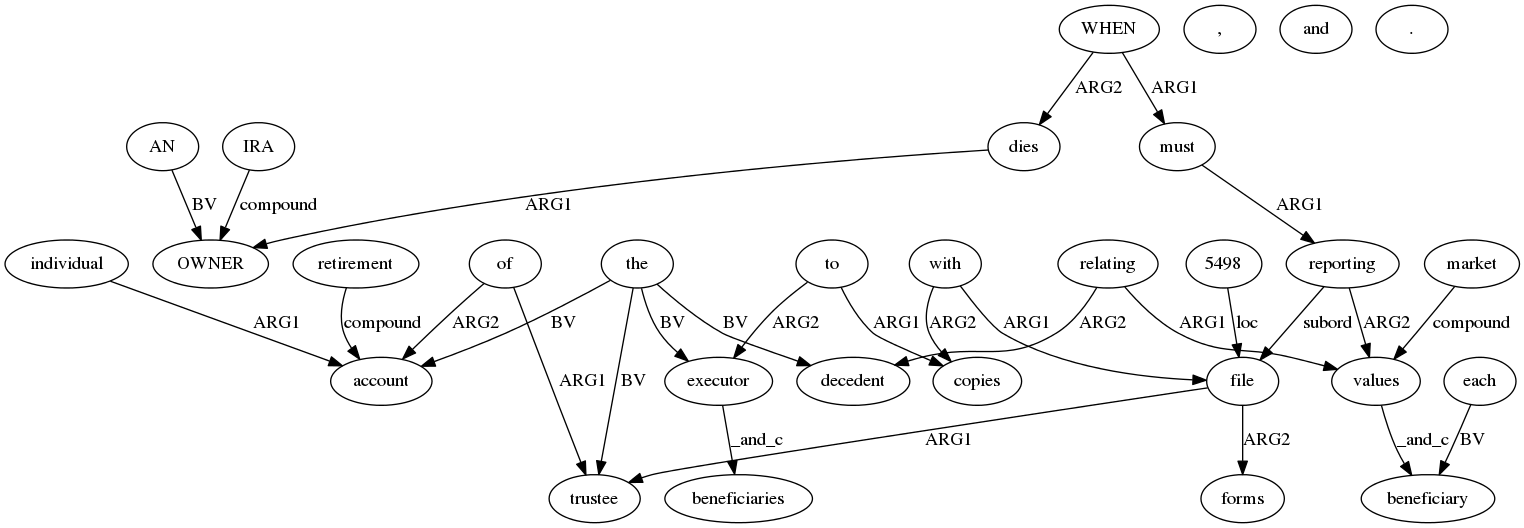 WHEN , and .
ARG2 ARG1
AN IRA dies must
BV compound ARG1 ARG1
individual OWNER retirement of the to with relating 5498 reporting market
ARG1 compound ARG2 BV BV BV ARG2 ARG1 ARG2 ARG1 ARG2 ARG1 loc subord ARG2 compound
account executor decedent copies file values each
ARG1 BV _and_c ARG1 ARG2 _and_c BV
trustee beneficiaries forms beneficiary